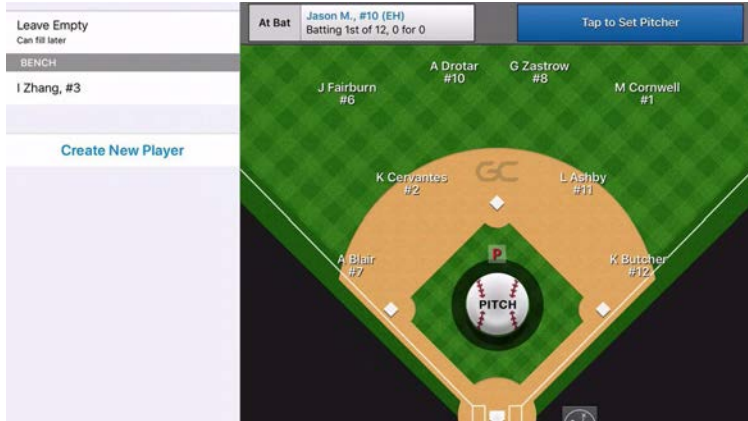 Leave Empty
Can fill later
BENCH
I Zhang, #3
Create New Player
At Bat
Jason M., #10 (EH)
Batting 1st of 12, 0 for 0
Tap to Set Pitcher
A Drotar
#10
G Zastrow
#8
J Fairburn
#6
M Cornwell
#1
K Cervantes
#2
GC
L Ashby
#11
A Blair
#7
P
K Butcher
#12
PITCH